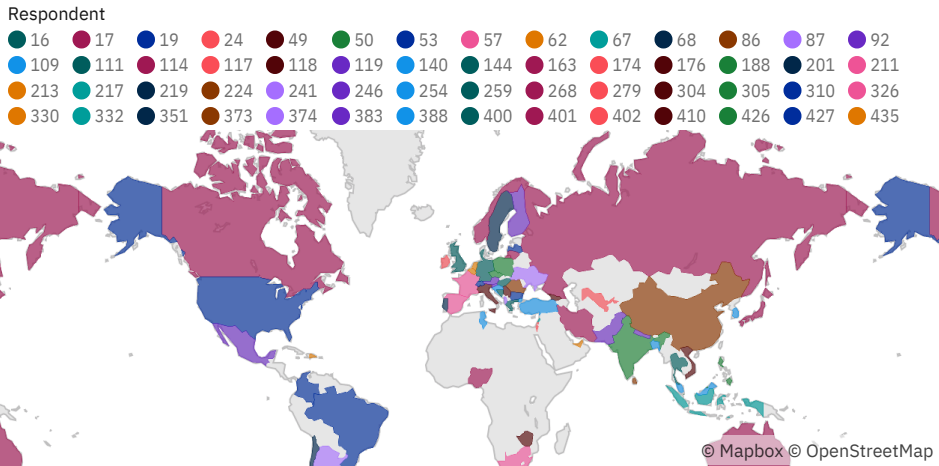 Respondent
16 17 19 24 49 50 53 57 62 67 68 86 87 92
109 111 114 117 118 119 140 144 163 174 176 188 201 211
213 217 219 224 241 246 254 259 268 279 304 305 310 326
330 332 351 373 374 383 388 400 401 402 410 426 427 435
© Mapbox © OpenStreetMap